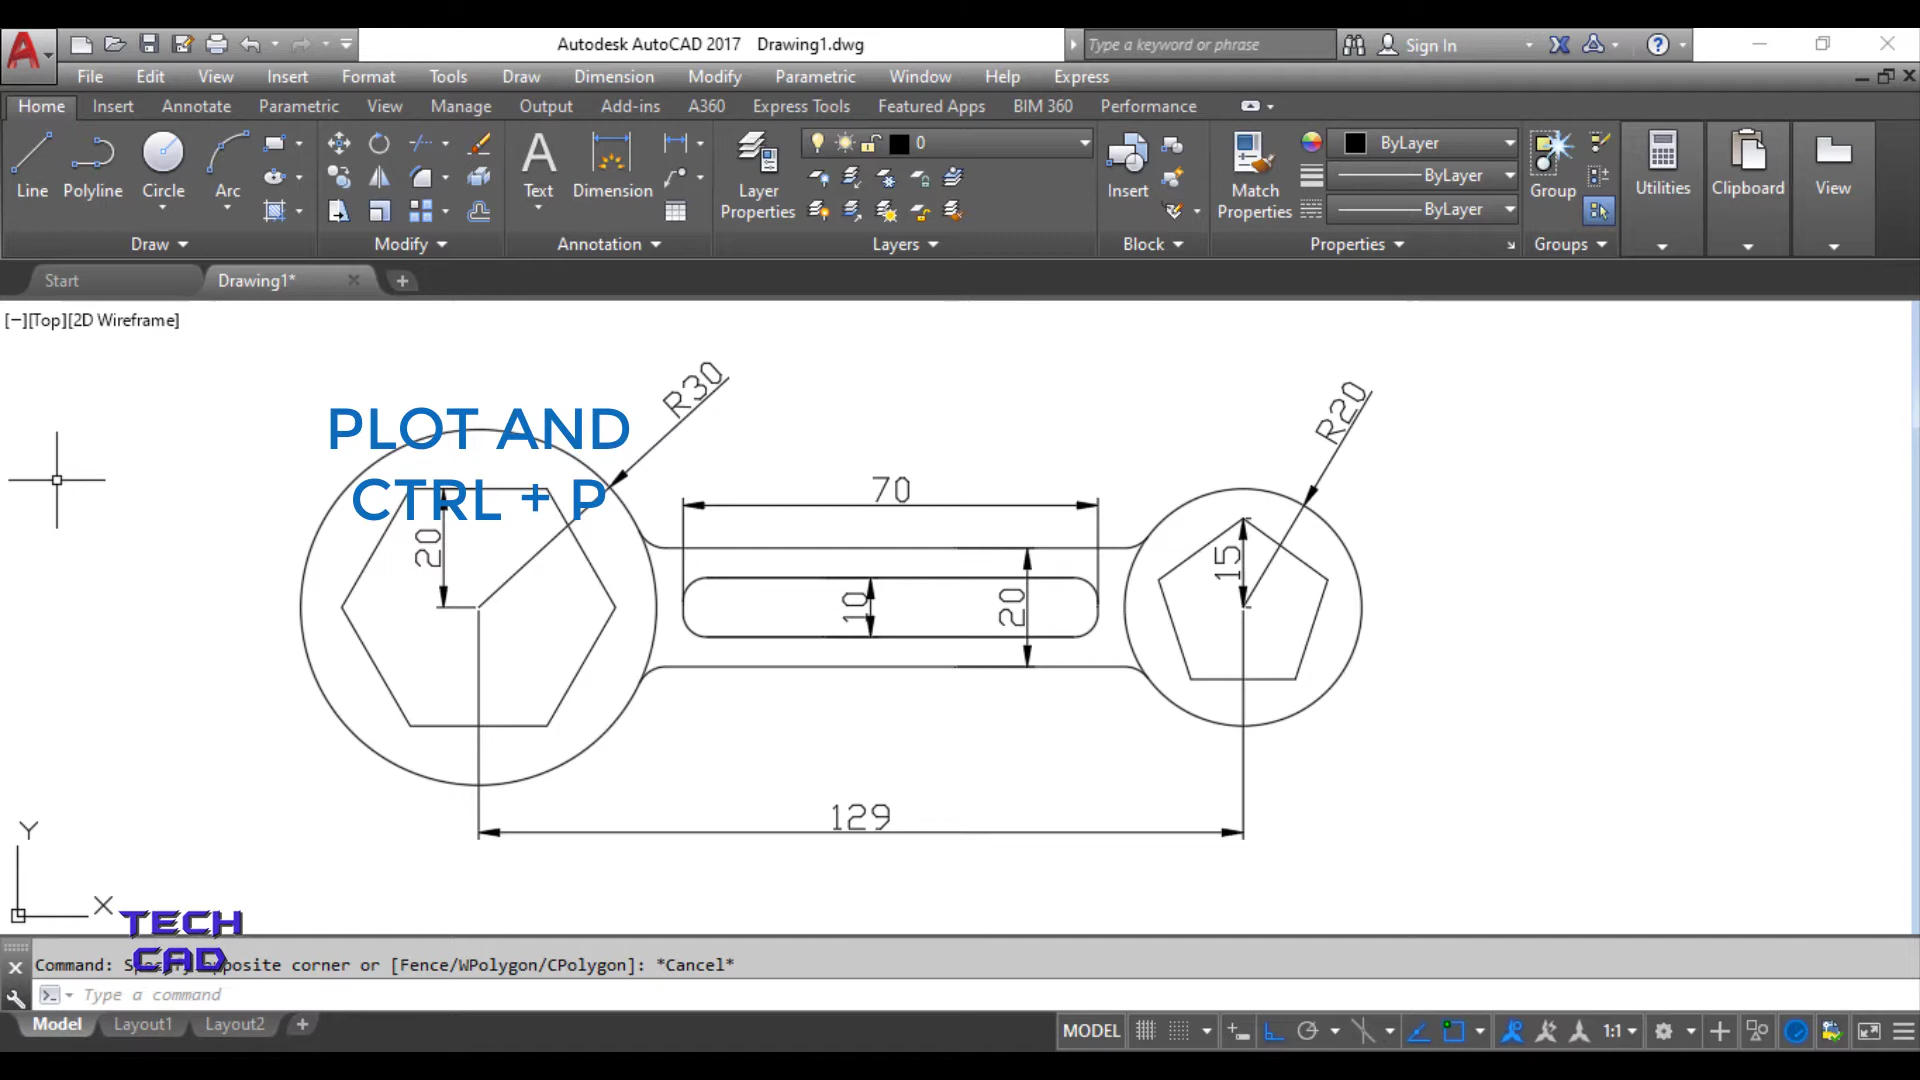 Autodesk AutoCAD 2017 Drawing1.dwg
Type a keyword or phrase
Sign In
File Edit View Insert Format Tools Draw Dimension Modify Parametric Window Help Express
Home Insert Annotate Parametric View Manage Output Add-ins A360 Express Tools Featured Apps BIM 360 Performance
0
ByLayer
ByLayer
ByLayer
Line Polyline Circle Arc
Text Dimension
Layer Properties
Insert
Match Properties
Group
Utilities Clipboard View
Draw Modify Annotation Layers Block Properties Groups
Start Drawing1*
[−][Top][2D Wireframe]
R30
R20
PLOT AND
CTRL + P
70
20
15
10
20
129
Y
X
TECH
CAD
Command: Specify opposite corner or [Fence/WPolygon/CPolygon]: *Cancel*
Type a command
Model Layout1 Layout2
MODEL
1:1